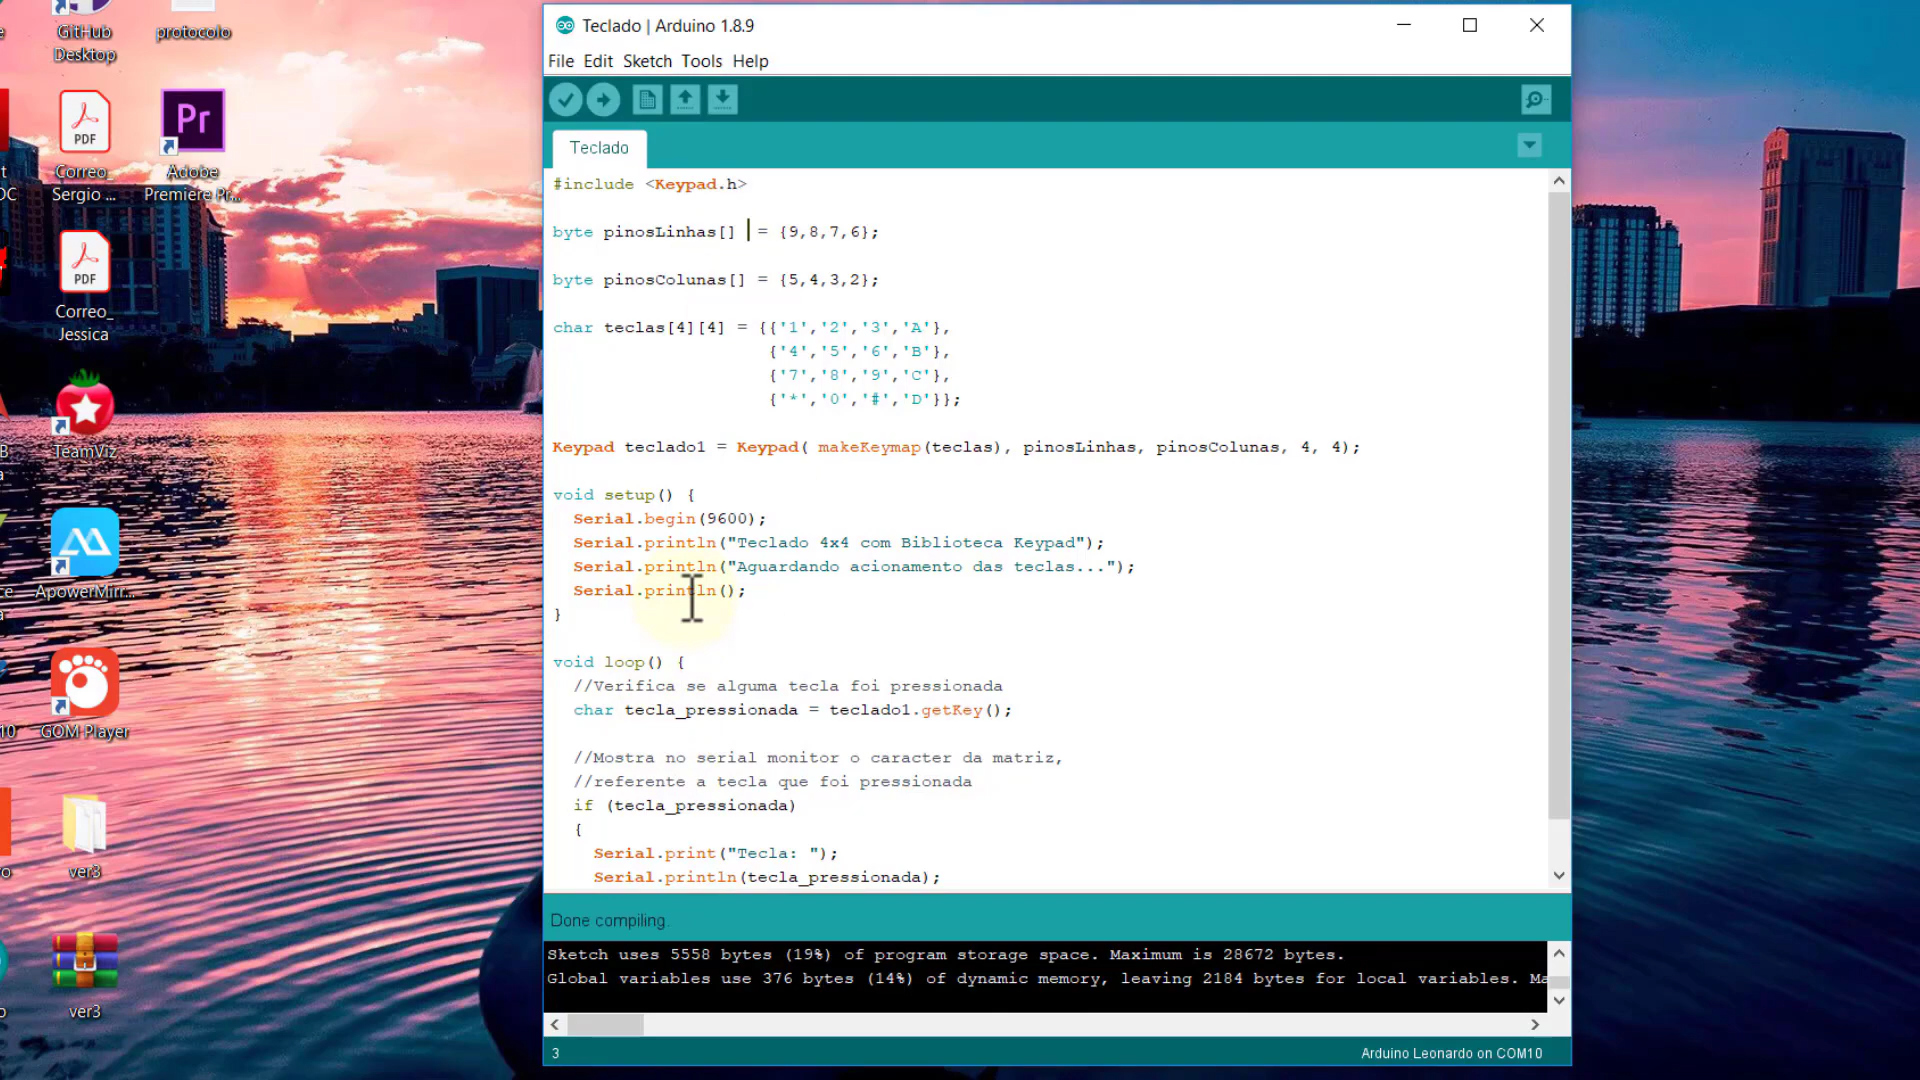 GitHub
Desktop
protocolo
PDF
Correo_
Sergio ...
Pr
Adobe
Premiere Pr...
PDF
Correo_
Jessica
TeamViz
ApowerMirr...
GOM Player
ver3
ver3
Teclado | Arduino 1.8.9
File Edit Sketch Tools Help
Teclado
#include <Keypad.h>
byte pinosLinhas[]  = {9,8,7,6};
byte pinosColunas[] = {5,4,3,2};
char teclas[4][4] = {{'1','2','3','A'},
{'4','5','6','B'},
{'7','8','9','C'},
{'*','0','#','D'}};
Keypad teclado1 = Keypad( makeKeymap(teclas), pinosLinhas, pinosColunas, 4, 4);
void setup() {
Serial.begin(9600);
Serial.println("Teclado 4x4 com Biblioteca Keypad");
Serial.println("Aguardando acionamento das teclas...");
Serial.println();
}
void loop() {
//Verifica se alguma tecla foi pressionada
char tecla_pressionada = teclado1.getKey();
//Mostra no serial monitor o caracter da matriz,
//referente a tecla que foi pressionada
if (tecla_pressionada)
{
Serial.print("Tecla: ");
Serial.println(tecla_pressionada);
Done compiling.
Sketch uses 5558 bytes (19%) of program storage space. Maximum is 28672 bytes.
Global variables use 376 bytes (14%) of dynamic memory, leaving 2184 bytes for local variables.
3
Arduino Leonardo on COM10